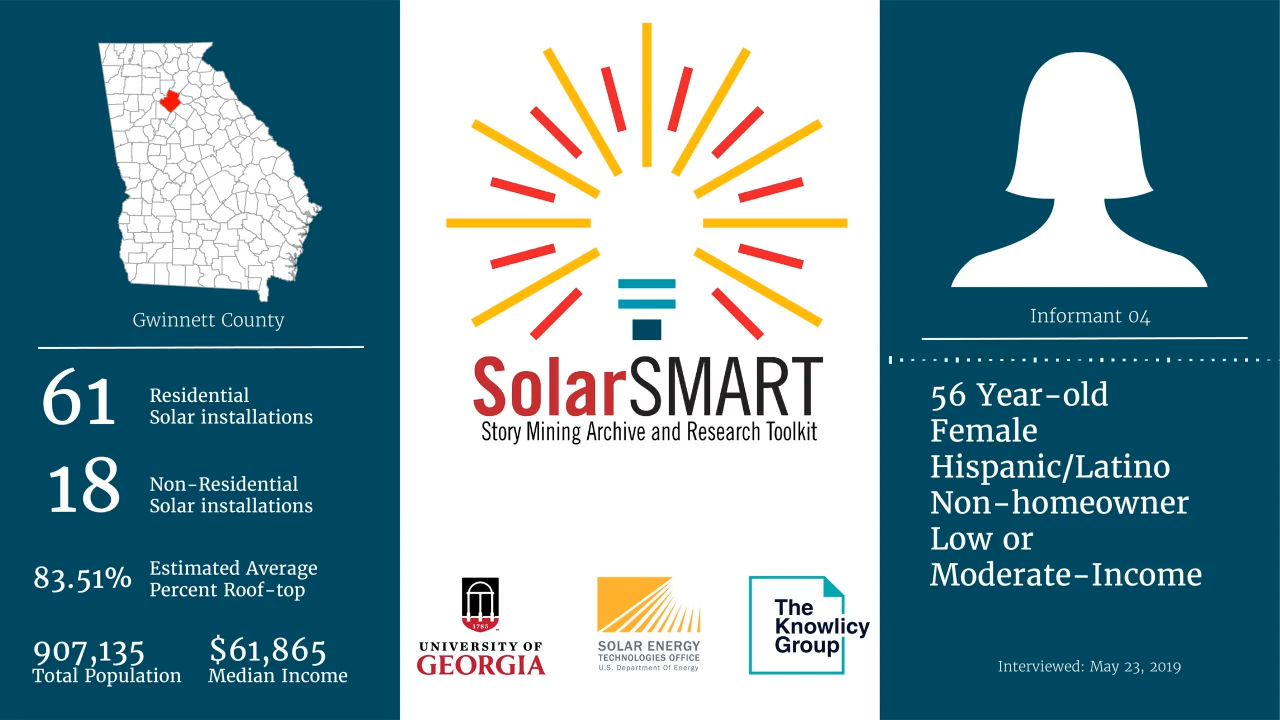 Gwinnett County
61
Residential
Solar installations
18
Non-Residential
Solar installations
83.51%
Estimated Average
Percent Roof-top
907,135
Total Population
$61,865
Median Income
SolarSMART
Story Mining Archive and Research Toolkit
1785
UNIVERSITY OF
GEORGIA
SOLAR ENERGY
TECHNOLOGIES OFFICE
U.S. Department Of Energy
The
Knowlicy
Group
Informant 04
56 Year-old
Female
Hispanic/Latino
Non-homeowner
Low or
Moderate-Income
Interviewed: May 23, 2019